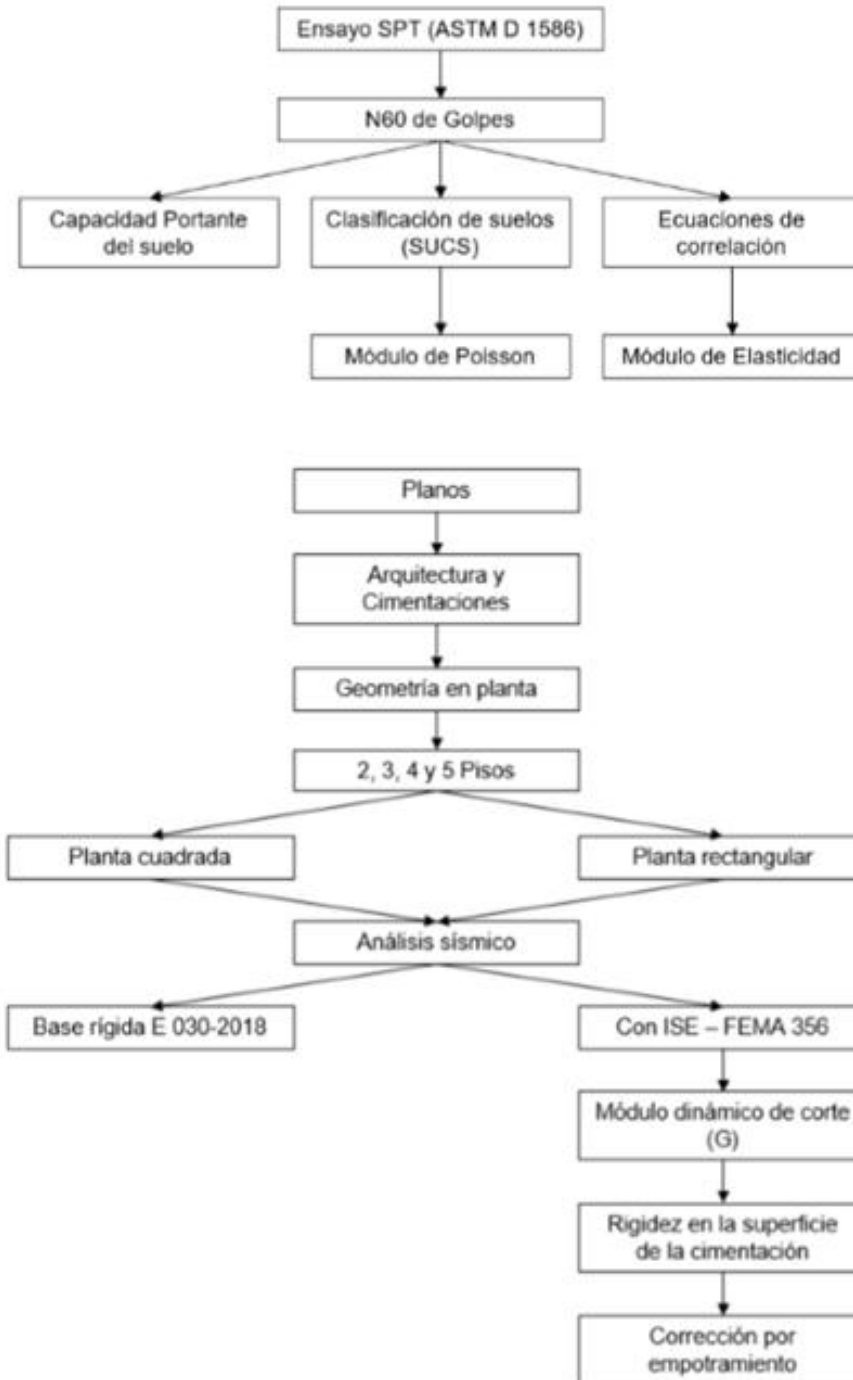 Ensayo SPT (ASTM D 1586)
N60 de Golpes
Capacidad Portante
del suelo
Clasificación de suelos
(SUCS)
Ecuaciones de
correlación
Módulo de Poisson
Módulo de Elasticidad
Planos
Arquitectura y
Cimentaciones
Geometría en planta
2, 3, 4 y 5 Pisos
Planta cuadrada
Planta rectangular
Análisis sísmico
Base rígida E 030-2018
Con ISE – FEMA 356
Módulo dinámico de corte
(G)
Rigidez en la superficie
de la cimentación
Corrección por
empotramiento